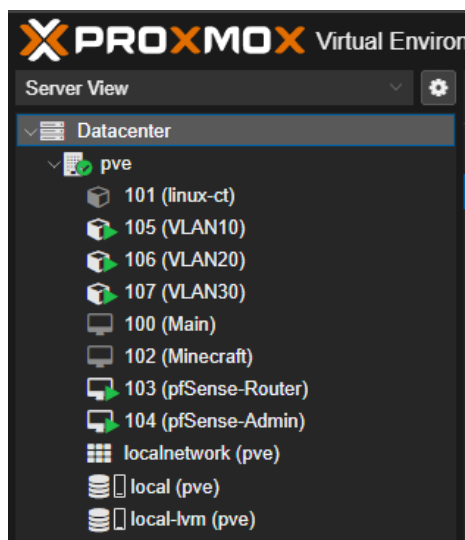 PROXMOX Virtual Environ
Server View
Datacenter
pve
101 (linux-ct)
105 (VLAN10)
106 (VLAN20)
107 (VLAN30)
100 (Main)
102 (Minecraft)
103 (pfSense-Router)
104 (pfSense-Admin)
localnetwork (pve)
local (pve)
local-lvm (pve)